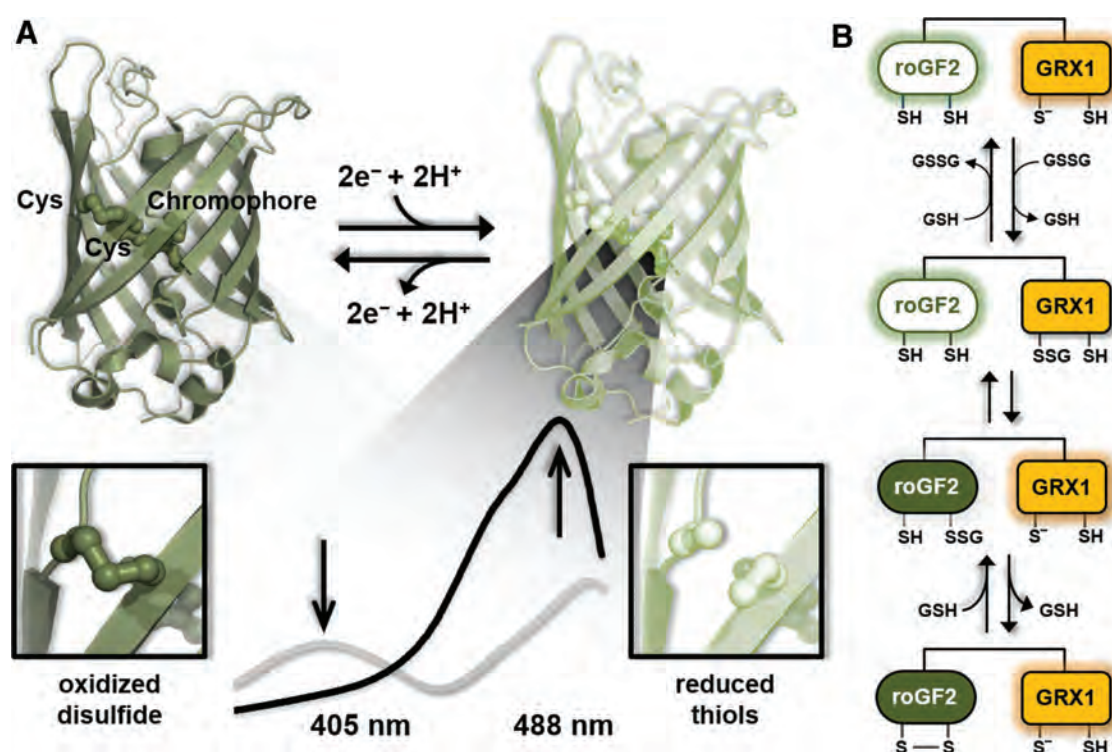 A
Cys
Cys
Chromophore
2e⁻ + 2H⁺
2e⁻ + 2H⁺
oxidized
disulfide
405 nm
488 nm
reduced
thiols
B
roGF2
GRX1
SH
SH
S⁻
SH
GSSG
GSSG
GSH
GSH
roGF2
GRX1
SH
SH
SSG
SH
roGF2
GRX1
SH
SSG
S⁻
SH
GSH
GSH
roGF2
GRX1
S — S
S⁻
SH